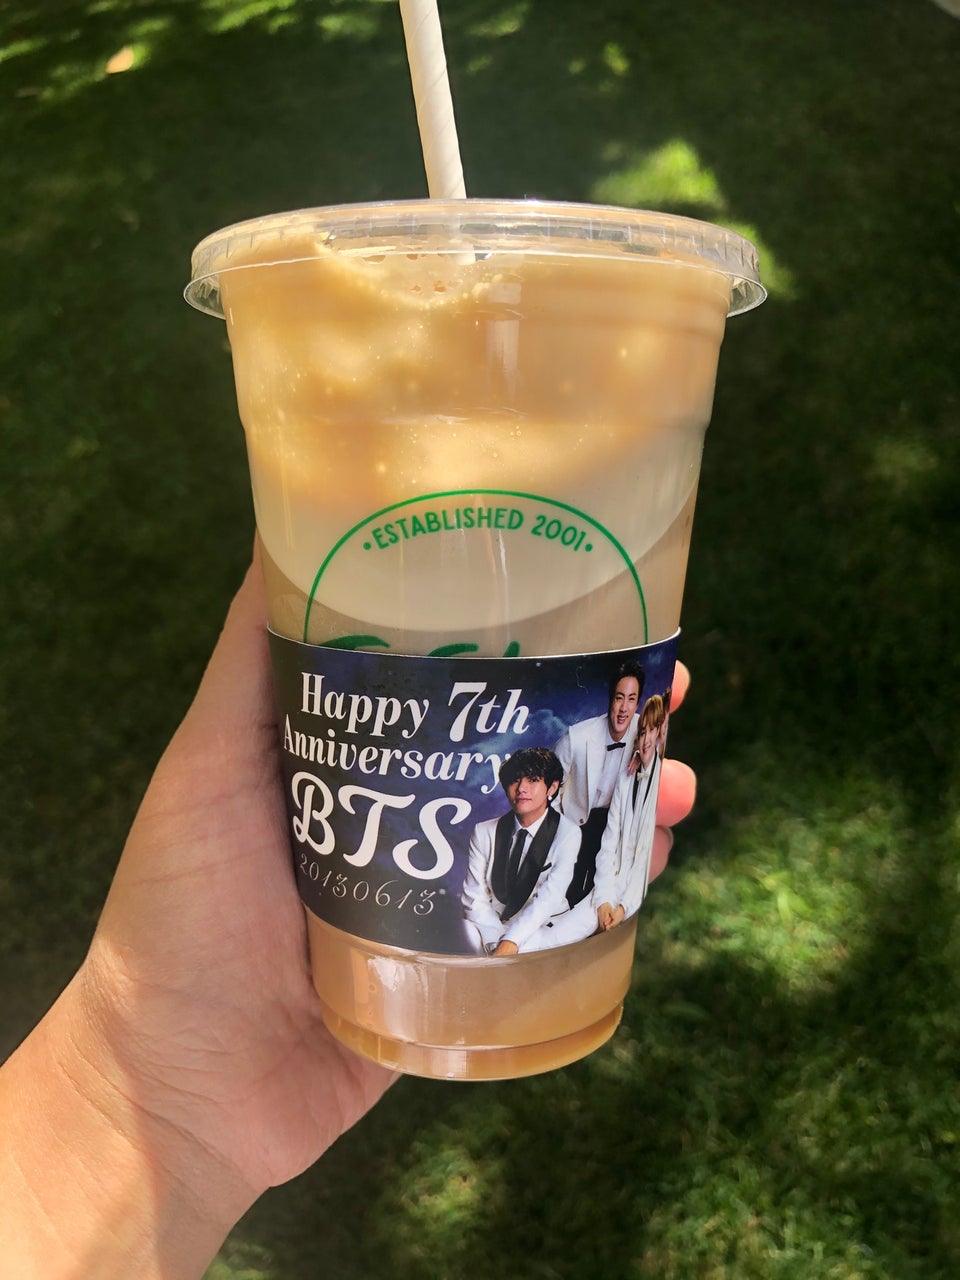 •ESTABLISHED 2001•
Happy 7th
Anniversary
BTS
20130613